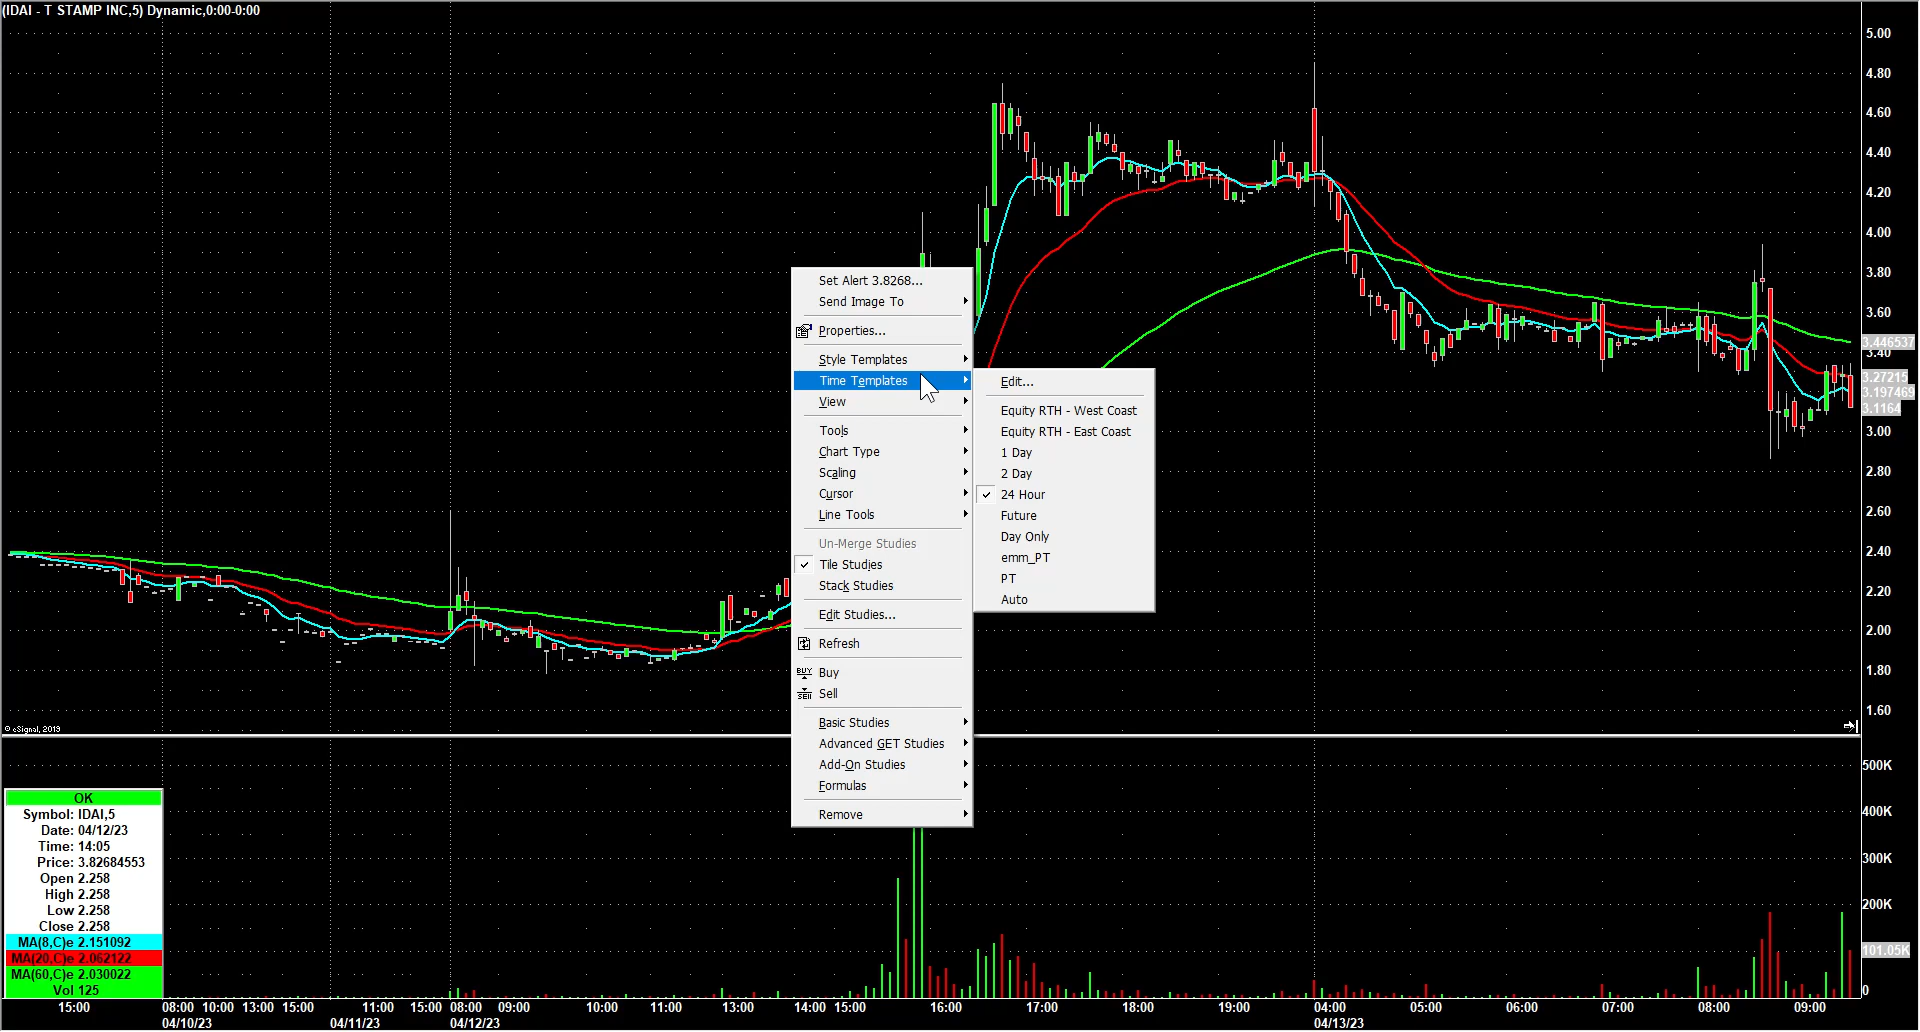 (IDAI - T STAMP INC,5) Dynamic,0:00-0:00
5.00
4.80
4.60
4.40
4.20
4.00
3.80
3.60
3.446537
3.40
3.27215
3.197469
3.1164
3.00
2.80
2.60
2.40
2.20
2.00
1.80
1.60
Set Alert 3.8268...
Send Image To
Properties...
Style Templates
Time Templates
View
Tools
Chart Type
Scaling
Cursor
Line Tools
Un-Merge Studies
Tile Studies
Stack Studies
Edit Studies...
Refresh
BUY Buy
SELL Sell
Basic Studies
Advanced GET Studies
Add-On Studies
Formulas
Remove
Edit...
Equity RTH - West Coast
Equity RTH - East Coast
1 Day
2 Day
24 Hour
Future
Day Only
emm_PT
PT
Auto
© eSignal, 2019
500K
400K
300K
200K
101.05K
0
OK
Symbol: IDAI,5
Date: 04/12/23
Time: 14:05
Price: 3.82684553
Open 2.258
High 2.258
Low 2.258
Close 2.258
MA(8,C)e 2.151092
MA(20,C)e 2.062122
MA(60,C)e 2.030022
Vol 125
15:00 08:00 10:00 13:00 15:00 11:00 15:00 08:00 09:00 10:00 11:00 13:00 14:00 15:00 16:00 17:00 18:00 19:00 04:00 05:00 06:00 07:00 08:00 09:00
04/10/23 04/11/23 04/12/23 04/13/23